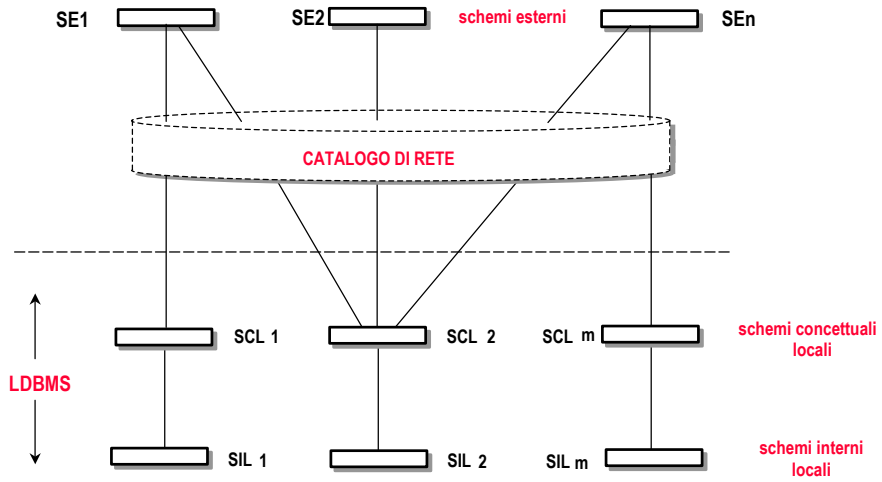 SE1
SE2
schemi esterni
SEn
CATALOGO DI RETE
SCL 1
SCL 2
SCL m
schemi concettuali
locali
LDBMS
SIL 1
SIL 2
SIL m
schemi interni
locali